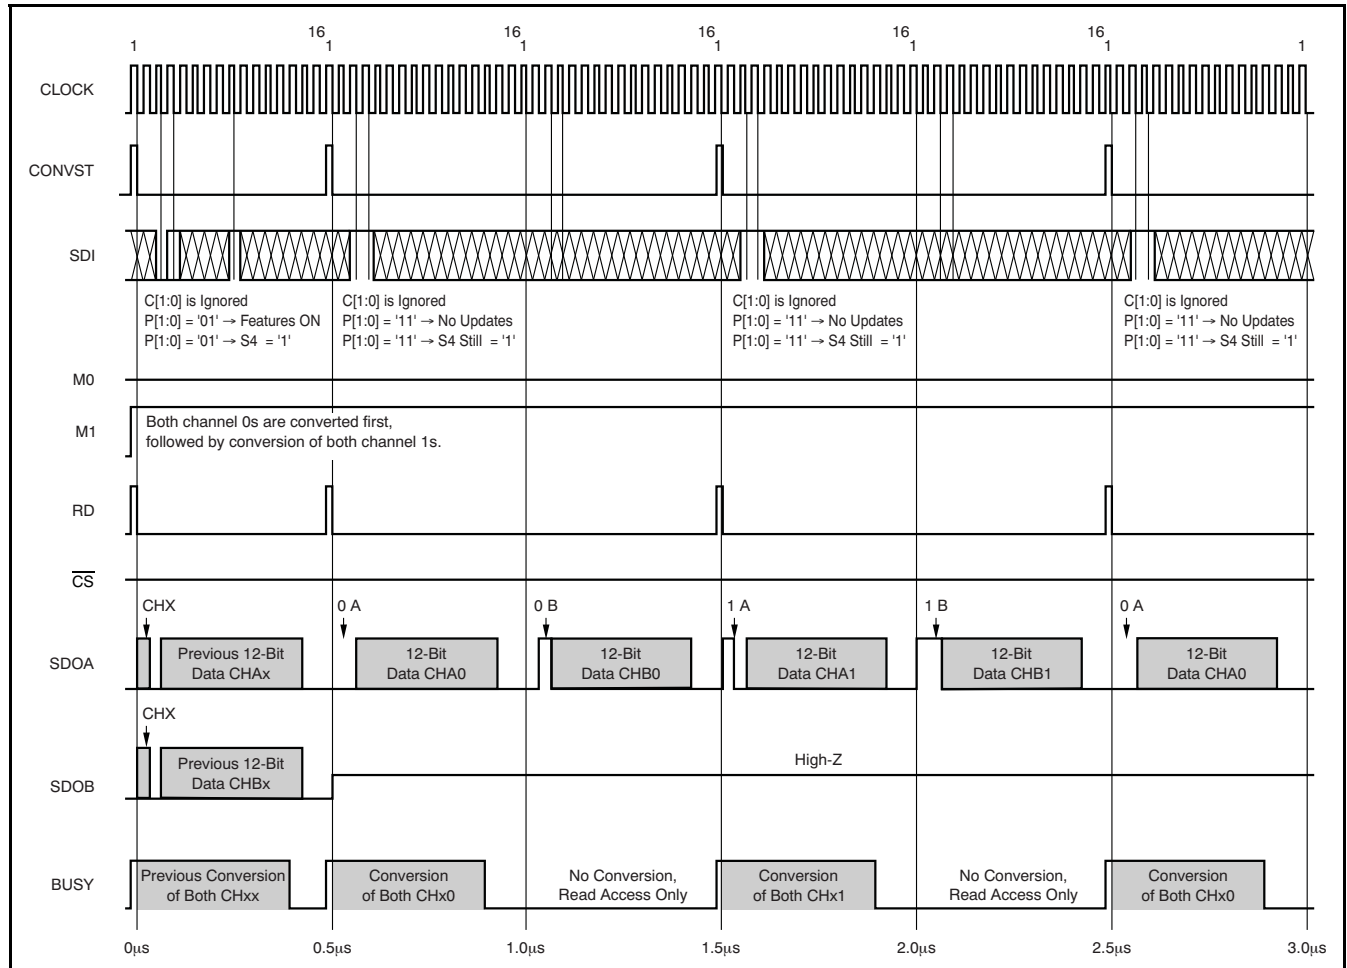 16 16 16 16 16
1 1 1 1 1 1 1
CLOCK
CONVST
SDI
C[1:0] is Ignored
P[1:0] = '01' → Features ON
P[1:0] = '01' → S4 = '1'
C[1:0] is Ignored
P[1:0] = '11' → No Updates
P[1:0] = '11' → S4 Still = '1'
C[1:0] is Ignored
P[1:0] = '11' → No Updates
P[1:0] = '11' → S4 Still = '1'
C[1:0] is Ignored
P[1:0] = '11' → No Updates
P[1:0] = '11' → S4 Still = '1'
M0
M1
Both channel 0s are converted first,
followed by conversion of both channel 1s.
RD
CS
CHX 0 A 0 B 1 A 1 B 0 A
SDOA
Previous 12-Bit
Data CHAx
12-Bit
Data CHA0
12-Bit
Data CHB0
12-Bit
Data CHA1
12-Bit
Data CHB1
12-Bit
Data CHA0
CHX
SDOB
Previous 12-Bit
Data CHBx
High-Z
BUSY
Previous Conversion
of Both CHxx
Conversion
of Both CHx0
No Conversion,
Read Access Only
Conversion
of Both CHx1
No Conversion,
Read Access Only
Conversion
of Both CHx0
0µs 0.5µs 1.0µs 1.5µs 2.0µs 2.5µs 3.0µs